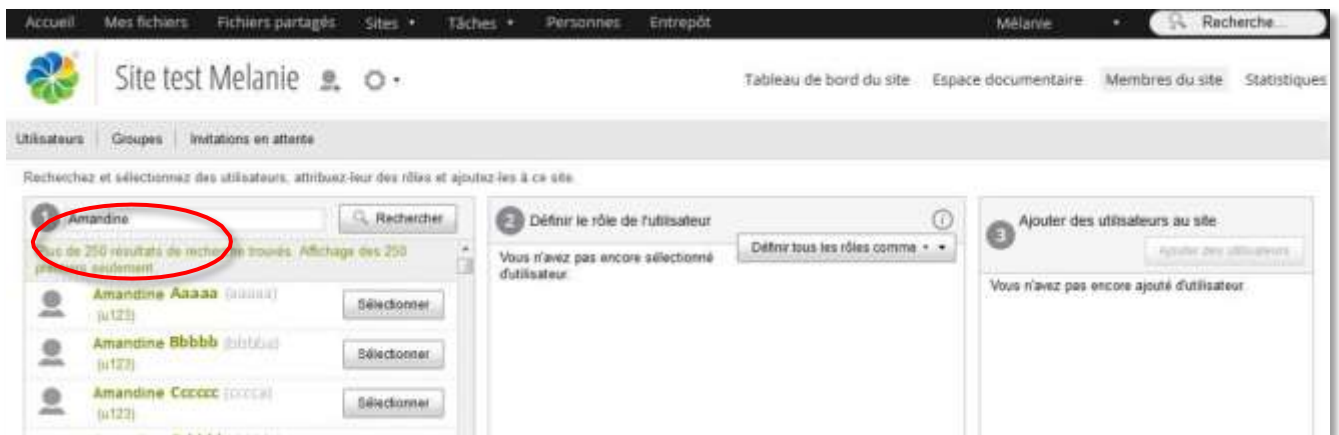 Accueil Mes fichiers Fichiers partagés Sites Tâches Personnes Entrepôt Mélanie Recherche...
Site test Melanie Tableau de bord du site Espace documentaire Membres du site Statistiques
Utilisateurs Groupes Invitations en attente
Recherchez et sélectionnez des utilisateurs, attribuez-leur des rôles et ajoutez-les à ce site.
1 Amandine Rechercher
Plus de 250 résultats de recherche trouvés. Affichage des 250
premiers seulement.
Amandine Aaaaa (aaaaa) Sélectionner
(u123)
Amandine Bbbbb Sélectionner
(u123)
Amandine Cccccc Sélectionner
(u123)
2 Définir le rôle de l'utilisateur
Définir tous les rôles comme
Vous n'avez pas encore sélectionné
d'utilisateur.
3 Ajouter des utilisateurs au site
Ajouter des utilisateurs
Vous n'avez pas encore ajouté d'utilisateur.